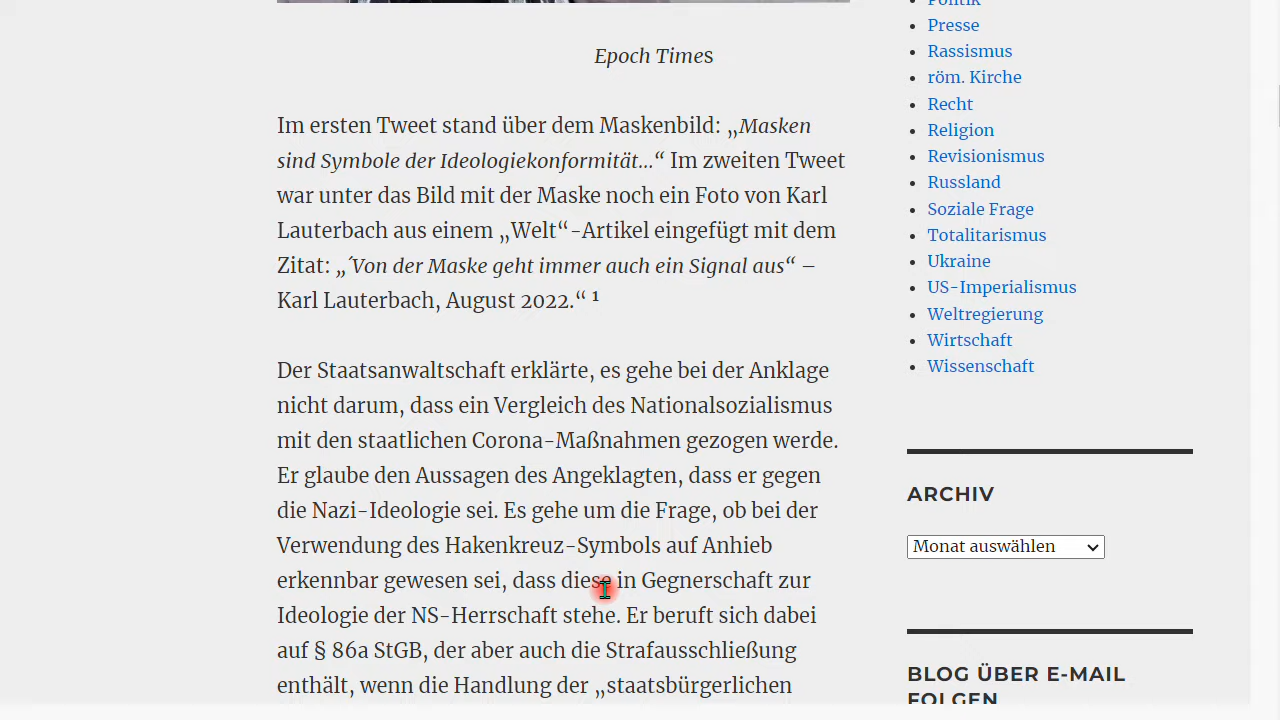 Epoch Times
Im ersten Tweet stand über dem Maskenbild: „Masken
sind Symbole der Ideologiekonformität…“ Im zweiten Tweet
war unter das Bild mit der Maske noch ein Foto von Karl
Lauterbach aus einem „Welt“-Artikel eingefügt mit dem
Zitat: „´Von der Maske geht immer auch ein Signal aus“ –
Karl Lauterbach, August 2022.“ ¹
Der Staatsanwaltschaft erklärte, es gehe bei der Anklage
nicht darum, dass ein Vergleich des Nationalsozialismus
mit den staatlichen Corona-Maßnahmen gezogen werde.
Er glaube den Aussagen des Angeklagten, dass er gegen
die Nazi-Ideologie sei. Es gehe um die Frage, ob bei der
Verwendung des Hakenkreuz-Symbols auf Anhieb
erkennbar gewesen sei, dass diese in Gegnerschaft zur
Ideologie der NS-Herrschaft stehe. Er beruft sich dabei
auf § 86a StGB, der aber auch die Strafausschließung
enthält, wenn die Handlung der „staatsbürgerlichen
Politik
Presse
Rassismus
röm. Kirche
Recht
Religion
Revisionismus
Russland
Soziale Frage
Totalitarismus
Ukraine
US-Imperialismus
Weltregierung
Wirtschaft
Wissenschaft
ARCHIV
Monat auswählen
BLOG ÜBER E-MAIL
FOLGEN